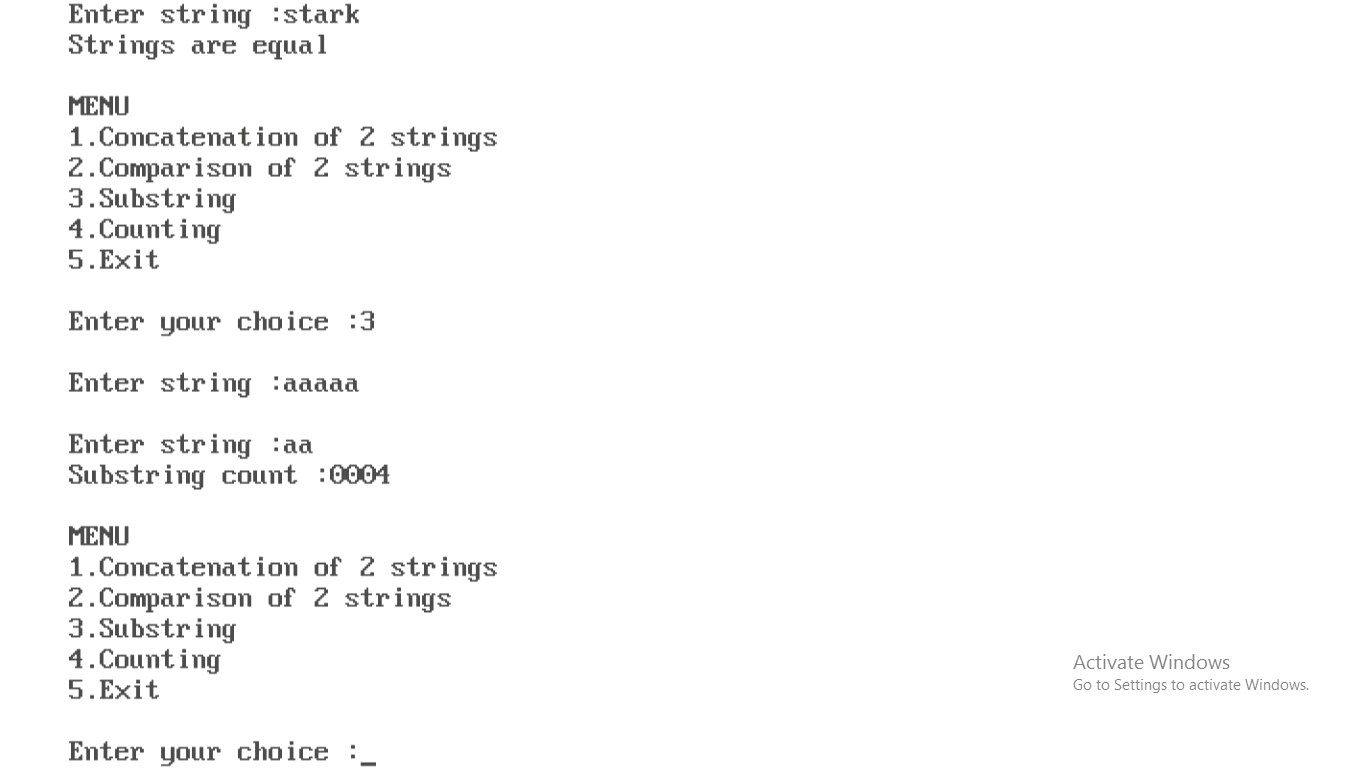 Enter string :stark
Strings are equal
MENU
1.Concatenation of 2 strings
2.Comparison of 2 strings
3.Substring
4.Counting
5.Exit
Enter your choice :3
Enter string :aaaaa
Enter string :aa
Substring count :0004
MENU
1.Concatenation of 2 strings
2.Comparison of 2 strings
3.Substring
4.Counting
5.Exit
Activate Windows
Go to Settings to activate Windows.
Enter your choice :_